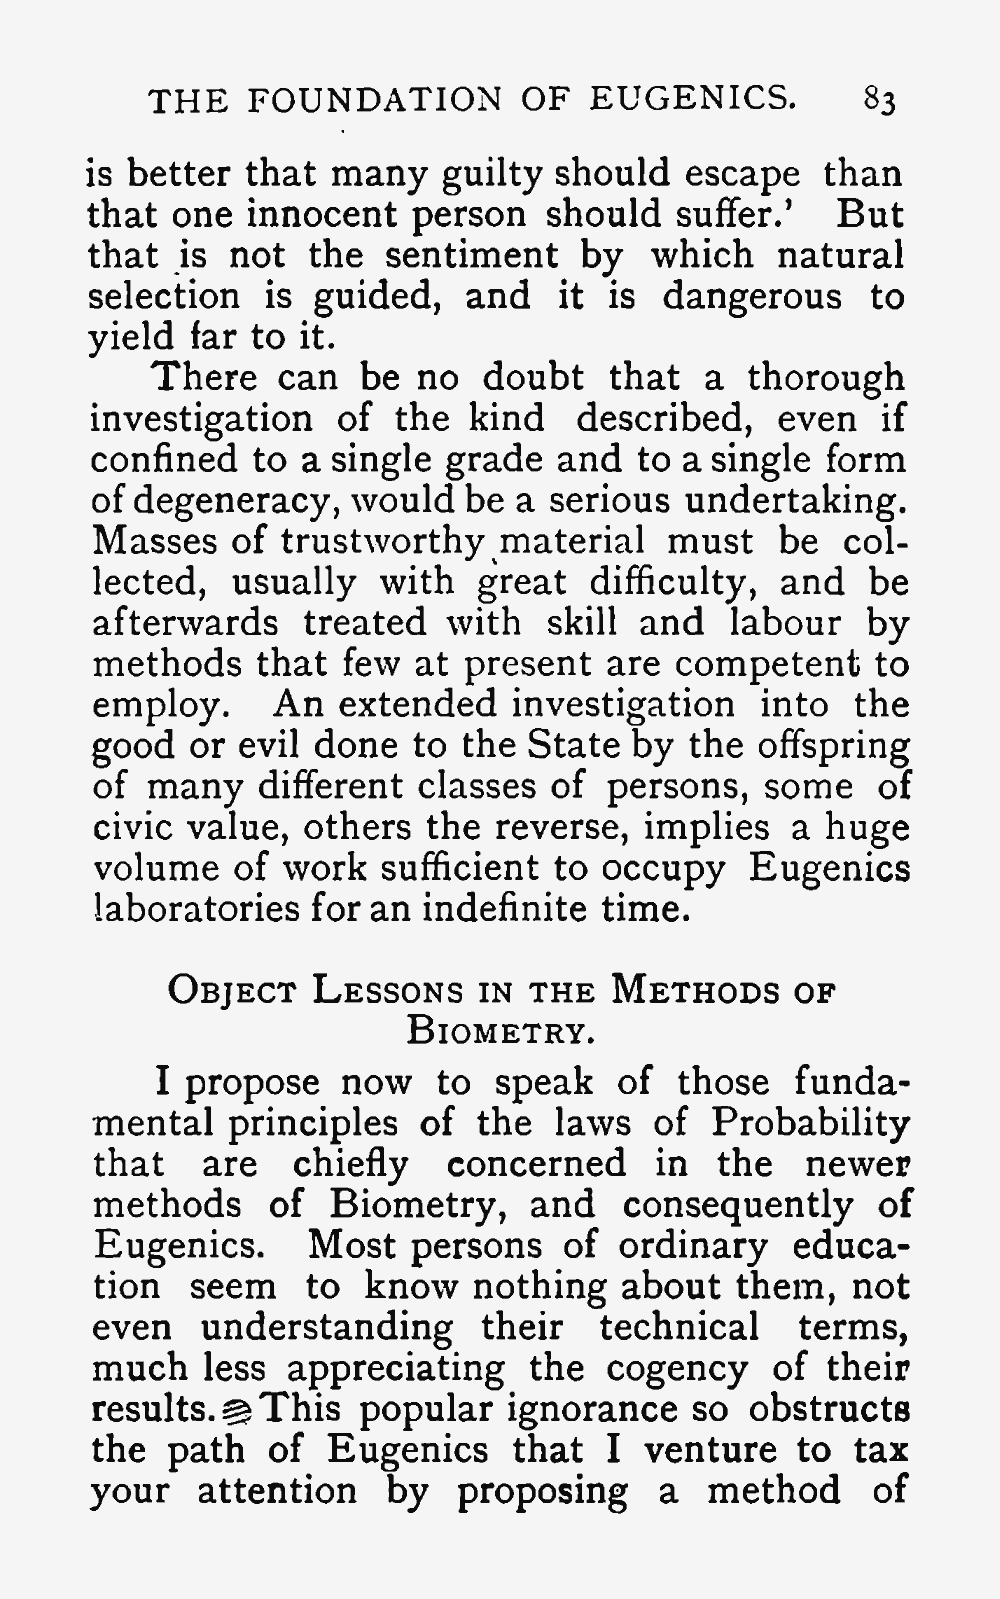 THE FOUNDATION OF EUGENICS. 83
is better that many guilty should escape than
that one innocent person should suffer.' But
that is not the sentiment by which natural
selection is guided, and it is dangerous to
yield far to it.
There can be no doubt that a thorough
investigation of the kind described, even if
confined to a single grade and to a single form
of degeneracy, would be a serious undertaking.
Masses of trustworthy material must be col-
lected, usually with great difficulty, and be
afterwards treated with skill and labour by
methods that few at present are competent to
employ. An extended investigation into the
good or evil done to the State by the offspring
of many different classes of persons, some of
civic value, others the reverse, implies a huge
volume of work sufficient to occupy Eugenics
laboratories for an indefinite time.
OBJECT LESSONS IN THE METHODS OF
BIOMETRY.
I propose now to speak of those funda-
mental principles of the laws of Probability
that are chiefly concerned in the newer
methods of Biometry, and consequently of
Eugenics. Most persons of ordinary educa-
tion seem to know nothing about them, not
even understanding their technical terms,
much less appreciating the cogency of their
results. This popular ignorance so obstructs
the path of Eugenics that I venture to tax
your attention by proposing a method of